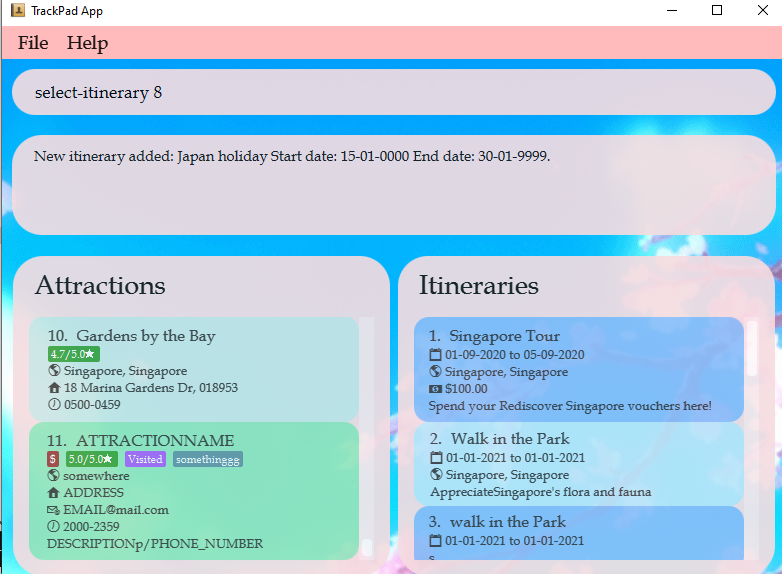 TrackPad App
File Help
select-itinerary 8
New itinerary added: Japan holiday Start date: 15-01-0000 End date: 30-01-9999.
Attractions
10. Gardens by the Bay
4.7/5.0★
Singapore, Singapore
18 Marina Gardens Dr, 018953
0500-0459
11. ATTRACTIONNAME
$ 5.0/5.0★ Visited somethinggg
somewhere
ADDRESS
EMAIL@mail.com
2000-2359
DESCRIPTIONp/PHONE_NUMBER
Itineraries
1. Singapore Tour
01-09-2020 to 05-09-2020
Singapore, Singapore
$100.00
Spend your Rediscover Singapore vouchers here!
2. Walk in the Park
01-01-2021 to 01-01-2021
Singapore, Singapore
AppreciateSingapore's flora and fauna
3. walk in the Park
01-01-2021 to 01-01-2021